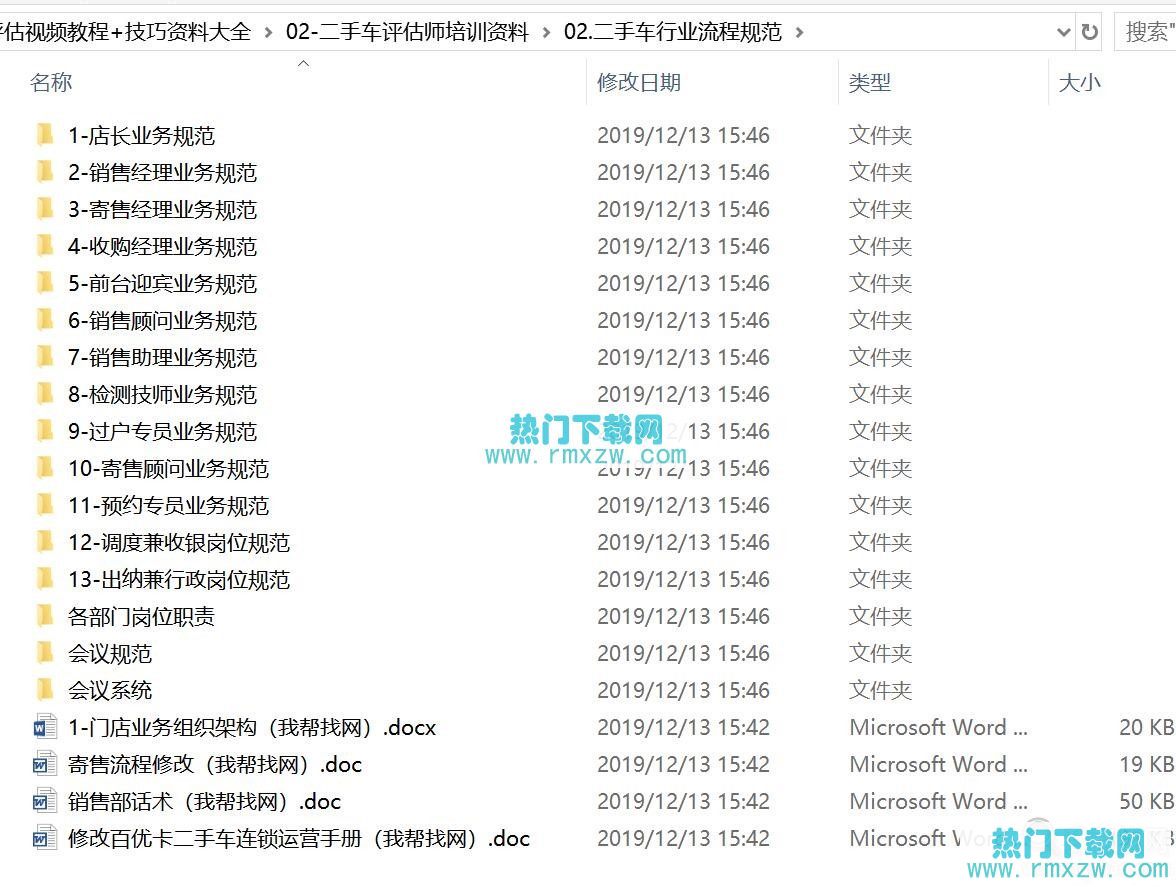 评估视频教程+技巧资料大全 › 02-二手车评估师培训资料 › 02.二手车行业流程规范 › 搜索"
名称 修改日期 类型 大小
1-店长业务规范 2019/12/13 15:46 文件夹
2-销售经理业务规范 2019/12/13 15:46 文件夹
3-寄售经理业务规范 2019/12/13 15:46 文件夹
4-收购经理业务规范 2019/12/13 15:46 文件夹
5-前台迎宾业务规范 2019/12/13 15:46 文件夹
6-销售顾问业务规范 2019/12/13 15:46 文件夹
7-销售助理业务规范 2019/12/13 15:46 文件夹
8-检测技师业务规范 2019/12/13 15:46 文件夹
9-过户专员业务规范 2/13 15:46 文件夹
热门下载网
www.rmxzw.com
10-寄售顾问业务规范 2019/12/13 15:46 文件夹
11-预约专员业务规范 2019/12/13 15:46 文件夹
12-调度兼收银岗位规范 2019/12/13 15:46 文件夹
13-出纳兼行政岗位规范 2019/12/13 15:46 文件夹
各部门岗位职责 2019/12/13 15:46 文件夹
会议规范 2019/12/13 15:46 文件夹
会议系统 2019/12/13 15:46 文件夹
1-门店业务组织架构（我帮找网）.docx 2019/12/13 15:42 Microsoft Word ... 20 KB
寄售流程修改（我帮找网）.doc 2019/12/13 15:42 Microsoft Word ... 19 KB
销售部话术（我帮找网）.doc 2019/12/13 15:42 Microsoft Word ... 50 KB
修改百优卡二手车连锁运营手册（我帮找网）.doc 2019/12/13 15:42 Microsoft KB
热门下载网
www.rmxzw.com